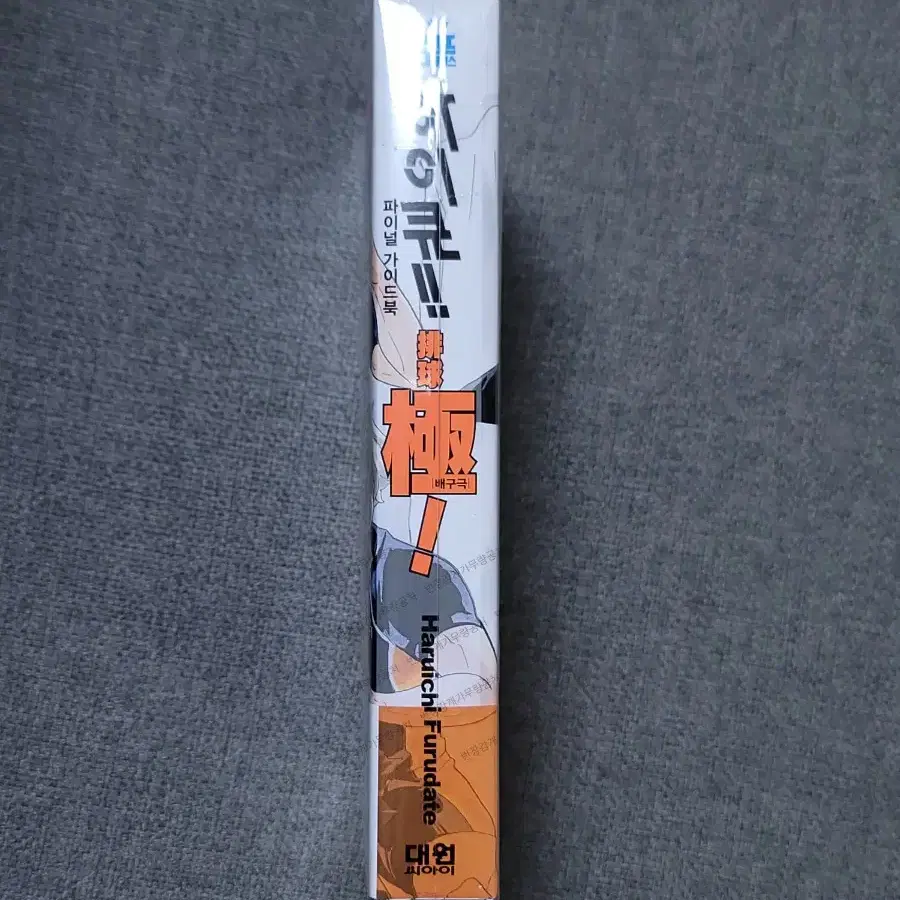 하이큐!!
파이널 가이드북
排球
極!
배구극
Haruichi Furudate
대원
씨아이